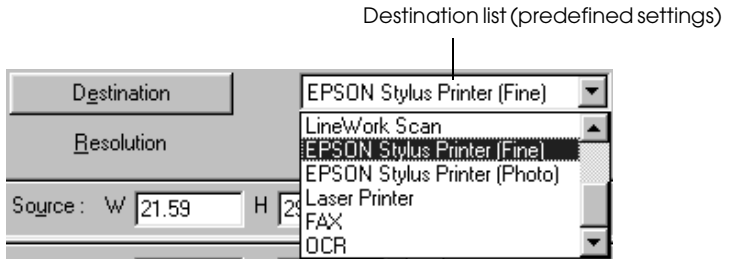 Destination list (predefined settings)
Destination EPSON Stylus Printer (Fine)
LineWork Scan
Resolution EPSON Stylus Printer (Fine)
EPSON Stylus Printer (Photo)
Source: W 21.59 H Laser Printer
FAX
OCR